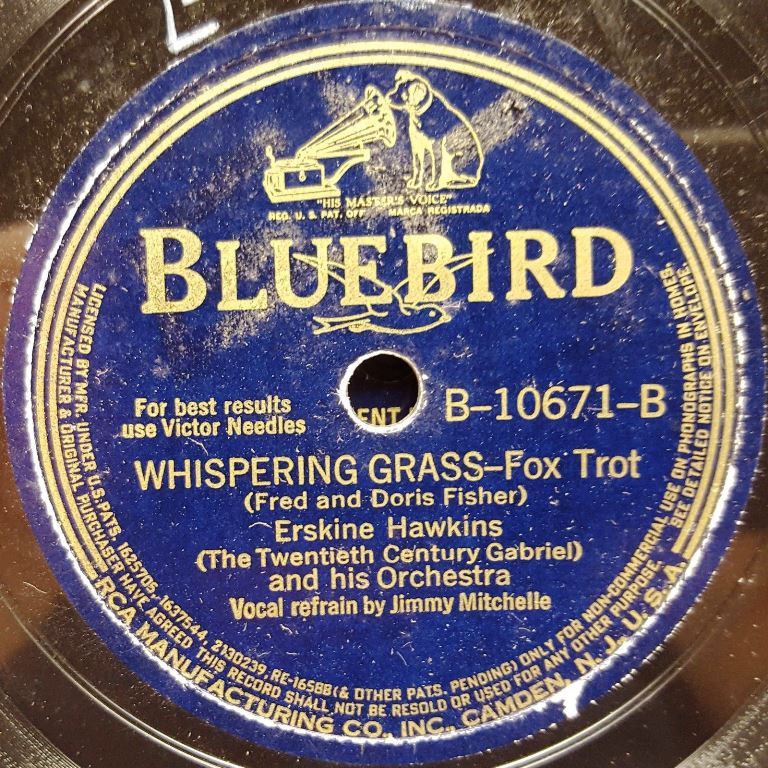 "HIS MASTER'S VOICE"
REG. U. S. PAT. OFF MARCA REGISTRADA
BLUEBIRD
For best results
use Victor Needles
B-10671-B
WHISPERING GRASS-Fox Trot
(Fred and Doris Fisher)
Erskine Hawkins
(The Twentieth Century Gabriel)
and his Orchestra
Vocal refrain by Jimmy Mitchelle
LICENSED BY MFR. UNDER U.S.PATS. 1625705, 1637544, 2130239, RE-16588 (& OTHER PATS. PENDING) ONLY FOR NON-COMMERCIAL USE ON PHONOGRAPHS IN HOMES.
MANUFACTURER & ORIGINAL PURCHASER HAVE AGREED THIS RECORD SHALL NOT BE RESOLD OR USED FOR ANY OTHER PURPOSE. SEE DETAILED NOTICE ON ENVELOPE.
RCA MANUFACTURING CO., INC., CAMDEN, N. J., U. S. A.